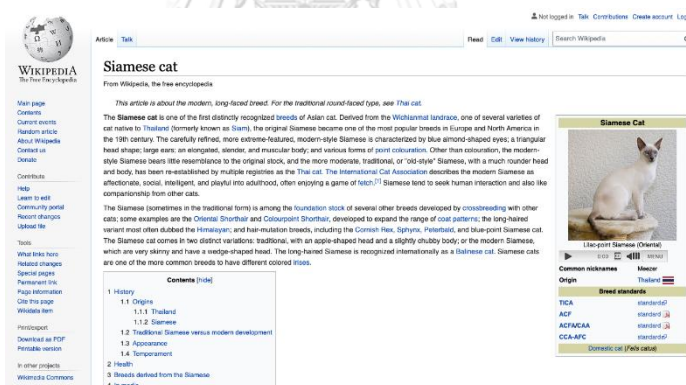 Not logged in Talk Contributions Create account Log
Article Talk
Read Edit View history Search Wikipedia
WIKIPEDIA
The Free Encyclopedia
Main page
Contents
Current events
Random article
About Wikipedia
Contact us
Donate
Contribute
Help
Learn to edit
Community portal
Recent changes
Upload file
Tools
What links here
Related changes
Special pages
Permanent link
Page information
Cite this page
Wikidata item
Print/export
Download as PDF
Printable version
In other projects
Wikimedia Commons
Siamese cat
From Wikipedia, the free encyclopedia
This article is about the modern, long-faced breed. For the traditional round-faced type, see Thai cat.
The Siamese cat is one of the first distinctly recognized breeds of Asian cat. Derived from the Wichianmat landrace, one of several varieties of
cat native to Thailand (formerly known as Siam), the original Siamese became one of the most popular breeds in Europe and North America in
the 19th century. The carefully refined, more extreme-featured, modern-style Siamese is characterized by blue almond-shaped eyes; a triangular
head shape; large ears; an elongated, slender, and muscular body; and various forms of point colouration. Other than colouration, the modern-
style Siamese bears little resemblance to the original stock, and the more moderate, traditional, or "old-style" Siamese, with a much rounder head
and body, has been re-established by multiple registries as the Thai cat. The International Cat Association describes the modern Siamese as
affectionate, social, intelligent, and playful into adulthood, often enjoying a game of fetch.[1] Siamese tend to seek human interaction and also like
companionship from other cats.
The Siamese (sometimes in the traditional form) is among the foundation stock of several other breeds developed by crossbreeding with other
cats; some examples are the Oriental Shorthair and Colourpoint Shorthair, developed to expand the range of coat patterns; the long-haired
variant most often dubbed the Himalayan; and hair-mutation breeds, including the Cornish Rex, Sphynx, Peterbald, and blue-point Siamese cat.
The Siamese cat comes in two distinct variations: traditional, with an apple-shaped head and a slightly chubby body; or the modern Siamese,
which are very skinny and have a wedge-shaped head. The long-haired Siamese is recognized internationally as a Balinese cat. Siamese cats
are one of the more common breeds to have different colored irises.
Contents [hide]
1 History
1.1 Origins
1.1.1 Thailand
1.1.2 Siamese
1.2 Traditional Siamese versus modern development
1.3 Appearance
1.4 Temperament
2 Health
3 Breeds derived from the Siamese
Siamese Cat
Lilac-point Siamese (Oriental)
0:00 MENU
Common nicknames Meezer
Origin Thailand
Breed standards
TICA standard
ACF standard
ACFA/CAA standard
CCA-AFC standard
Domestic cat (Felis catus)